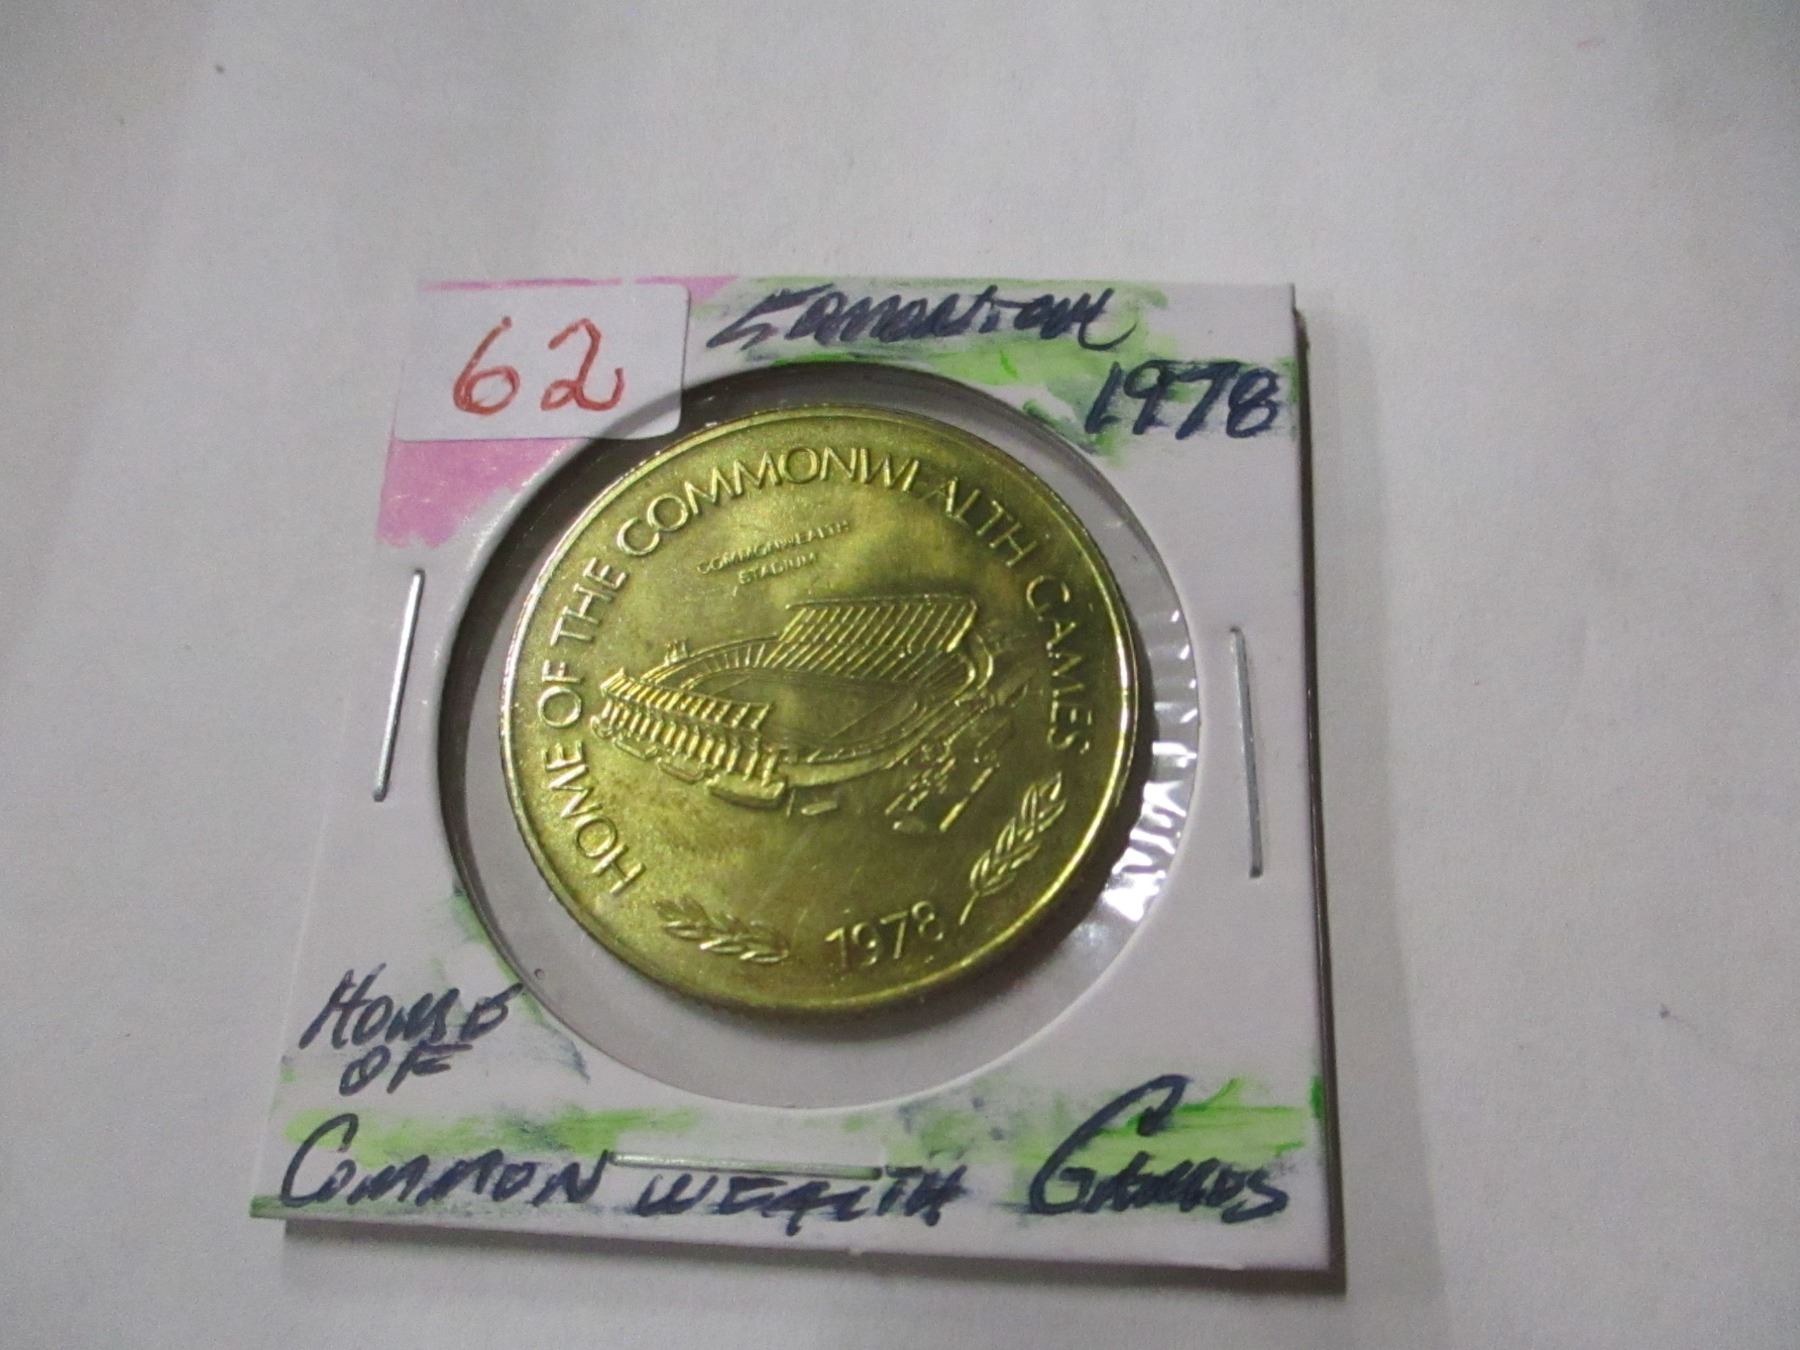 62
Edmonton
1978
HOME OF THE COMMONWEALTH GAMES
COMMONWEALTH
STADIUM
1978
HOME
OF
COMMON WEALTH GAMES